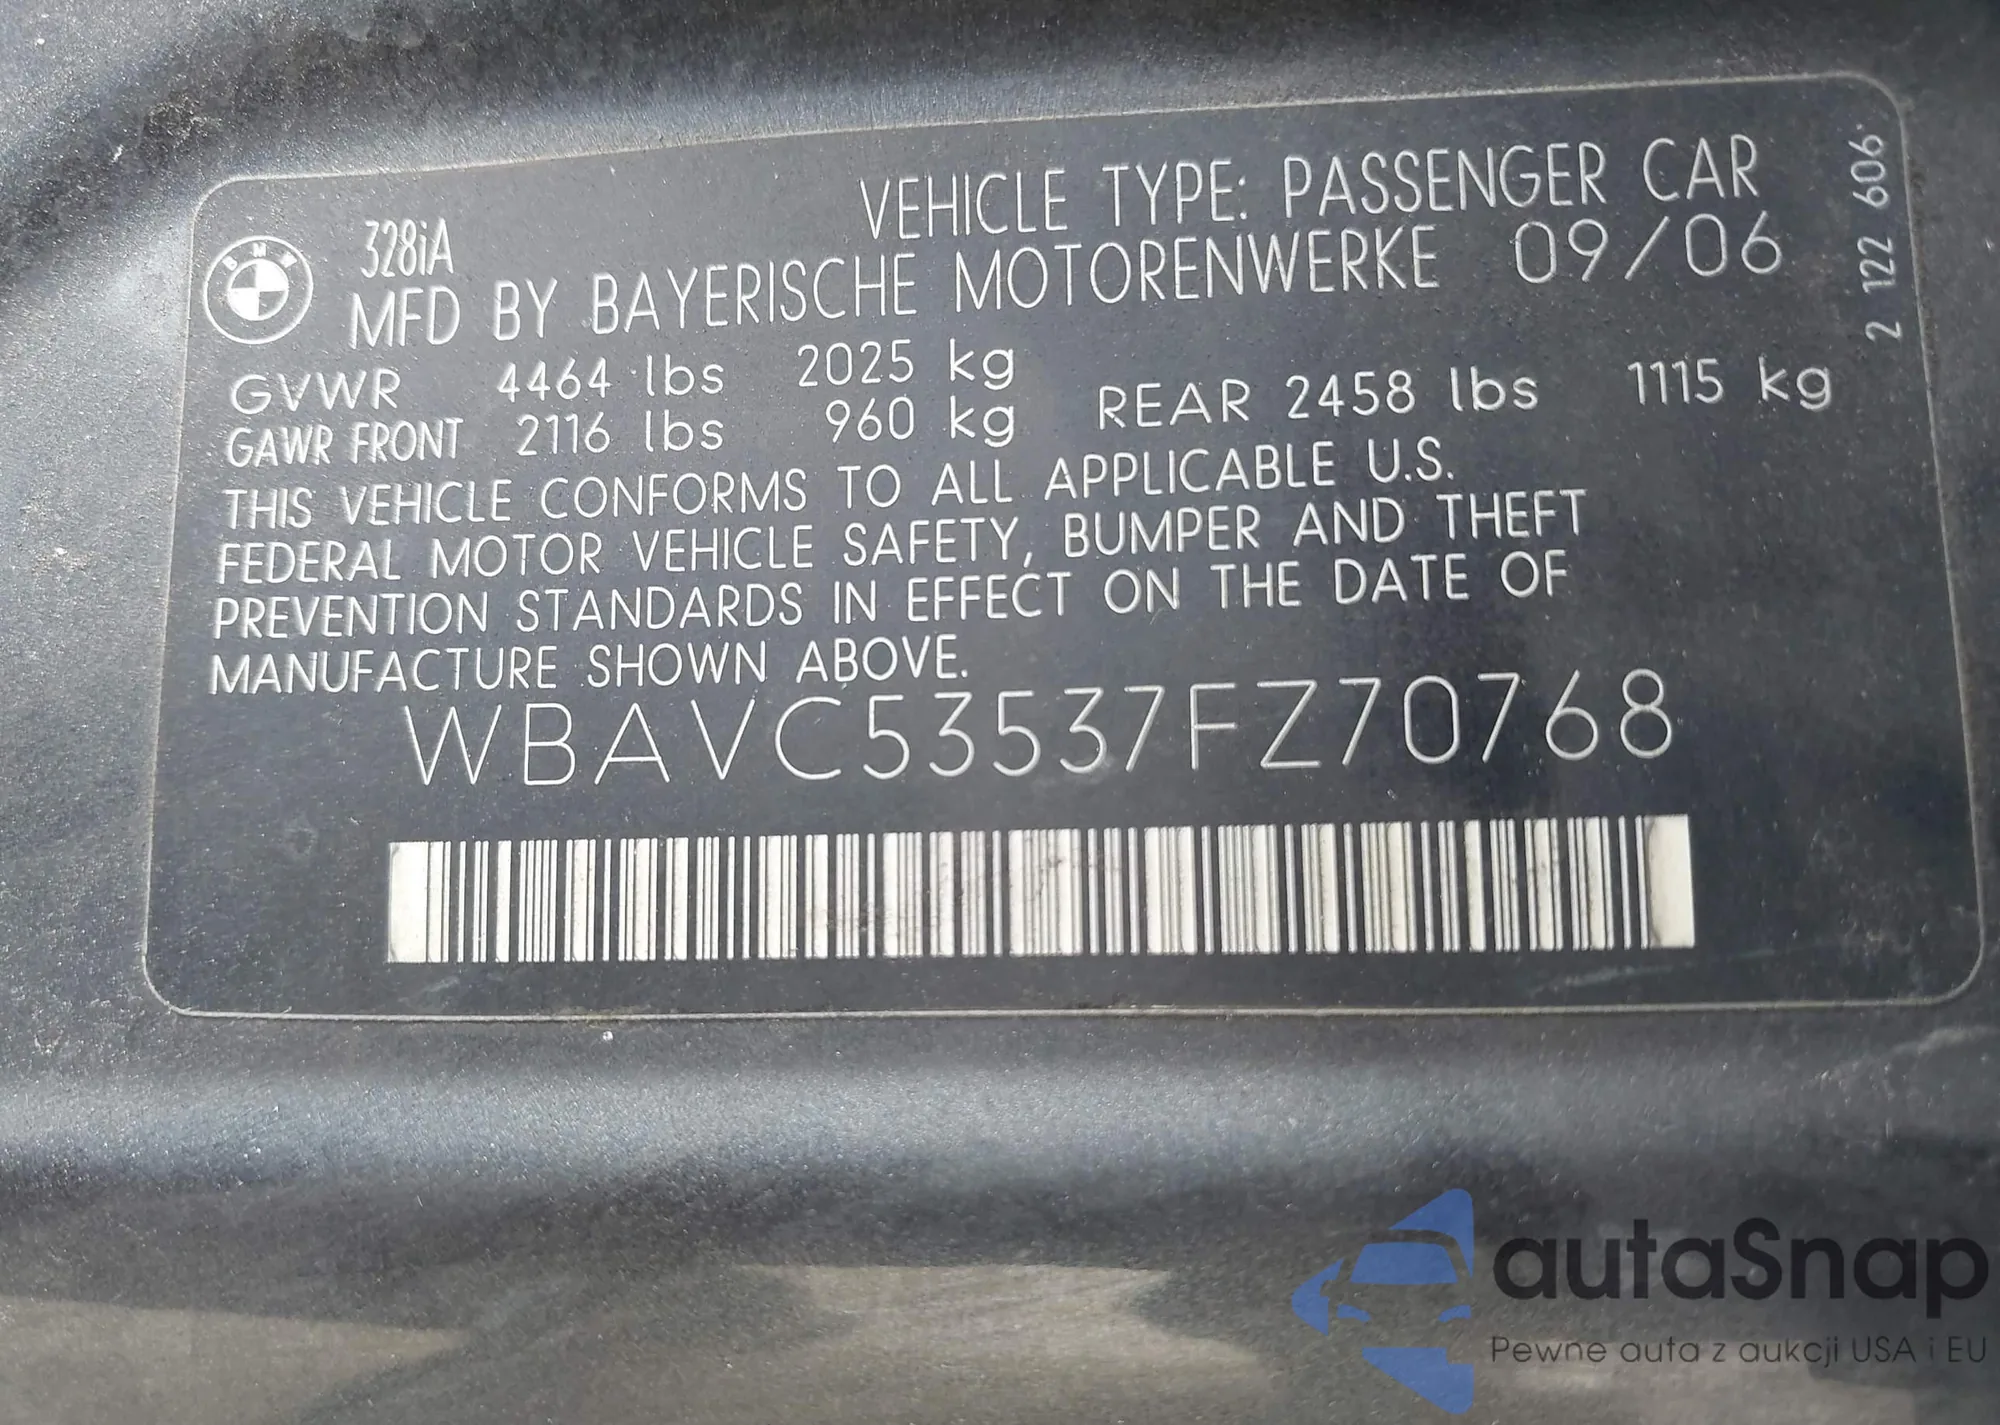 BMW
328iA
VEHICLE TYPE: PASSENGER CAR
MFD BY BAYERISCHE MOTORENWERKE 09/06
GVWR 4464 lbs 2025 kg
GAWR FRONT 2116 lbs 960 kg REAR 2458 lbs 1115 kg
THIS VEHICLE CONFORMS TO ALL APPLICABLE U.S.
FEDERAL MOTOR VEHICLE SAFETY, BUMPER AND THEFT
PREVENTION STANDARDS IN EFFECT ON THE DATE OF
MANUFACTURE SHOWN ABOVE.
WBAVC53537FZ70768
2 122 606
autaSnap
Pewne auta z aukcji USA i EU